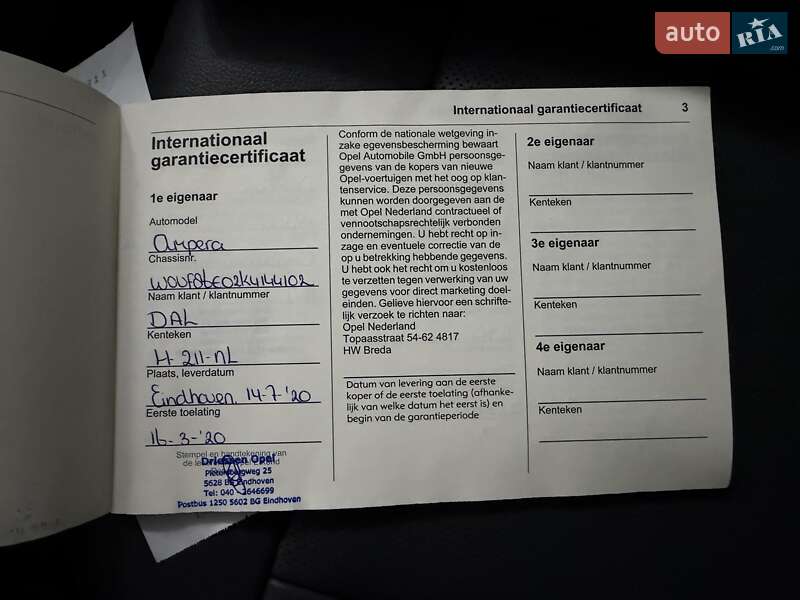 auto RIA .com
211
Internationaal garantiecertificaat 3
Internationaal
garantiecertificaat
1e eigenaar
Automodel
Ampera
Chassisnr.
W0VF86E02K4144102
Naam klant / klantnummer
DAL
Kenteken
H-211-NL
Plaats, leverdatum
Eindhoven, 14-7-'20
Eerste toelating
16-3-'20
Stempel en handtekening van
Driessen Opel
5628 Eindhoven
Tel: 040 2646699
Postbus 1250 5602 BG Eindhoven
Conform de nationale wetgeving in-
zake egevensbescherming bewaart
Opel Automobile GmbH persoonsge-
gevens van de kopers van nieuwe
Opel-voertuigen met het oog op klan-
tenservice. Deze persoonsgegevens
kunnen worden doorgegeven aan de
met Opel Nederland contractueel of
vennootschapsrechtelijk verbonden
ondernemingen. U hebt recht op in-
zage en eventuele correctie van de
op u betrekking hebbende gegevens.
U hebt ook het recht om u kosteloos
te verzetten tegen verwerking van uw
gegevens voor direct marketing doel-
einden. Gelieve hiervoor een schrifte-
lijk verzoek te richten naar:
Opel Nederland
Topaasstraat 54-62 4817
HW Breda
Datum van levering aan de eerste
koper of de eerste toelating (afhanke-
lijk van welke datum het eerst is) en
begin van de garantieperiode
2e eigenaar
Naam klant / klantnummer
Kenteken
3e eigenaar
Naam klant / klantnummer
Kenteken
4e eigenaar
Naam klant / klantnummer
Kenteken